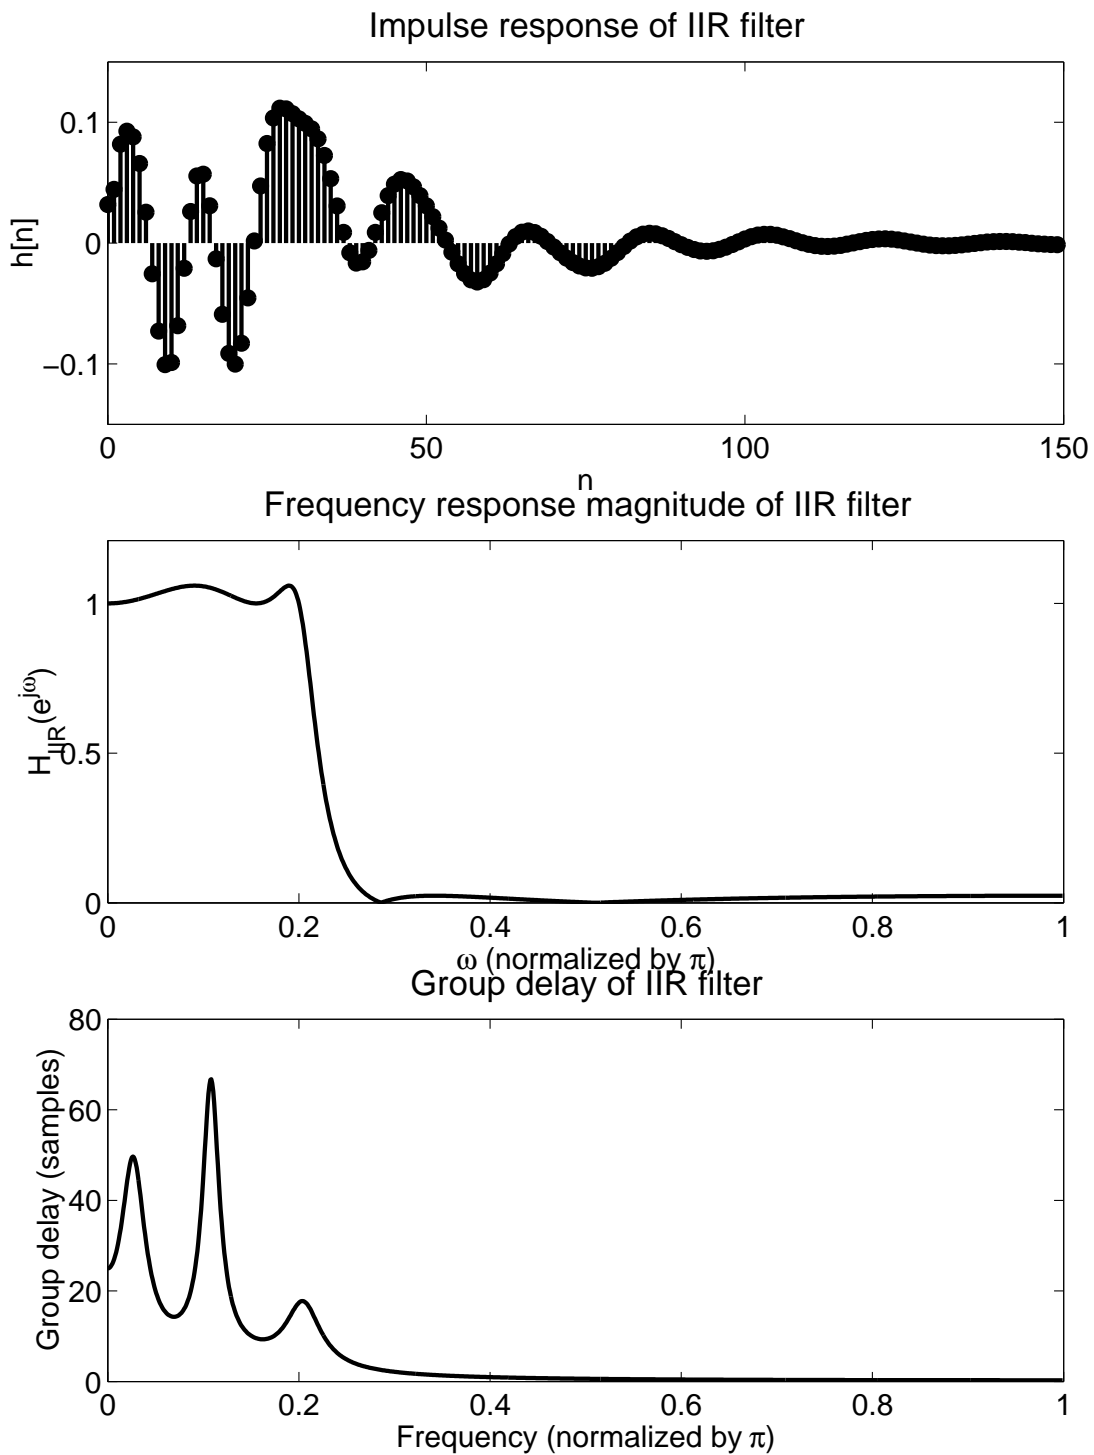 Impulse response of IIR filter
h[n]
0.1
0
−0.1
0 50 100 150
n
Frequency response magnitude of IIR filter
H_IIR(e^jω)
1
0.5
0
0 0.2 0.4 0.6 0.8 1
ω (normalized by π)
Group delay of IIR filter
Group delay (samples)
80
60
40
20
0
0 0.2 0.4 0.6 0.8 1
Frequency (normalized by π)